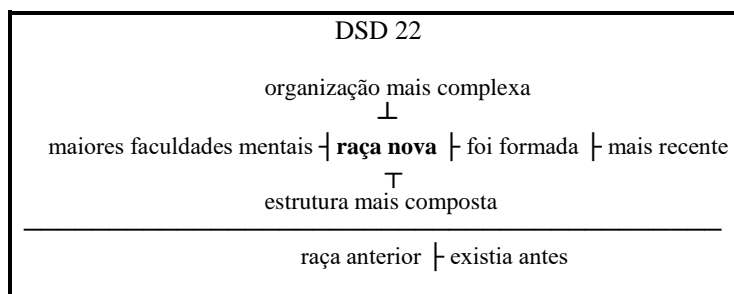 DSD 22
organização mais complexa
┴
maiores faculdades mentais ┤raça nova ├ foi formada ├ mais recente
┬
estrutura mais composta
raça anterior ├ existia antes